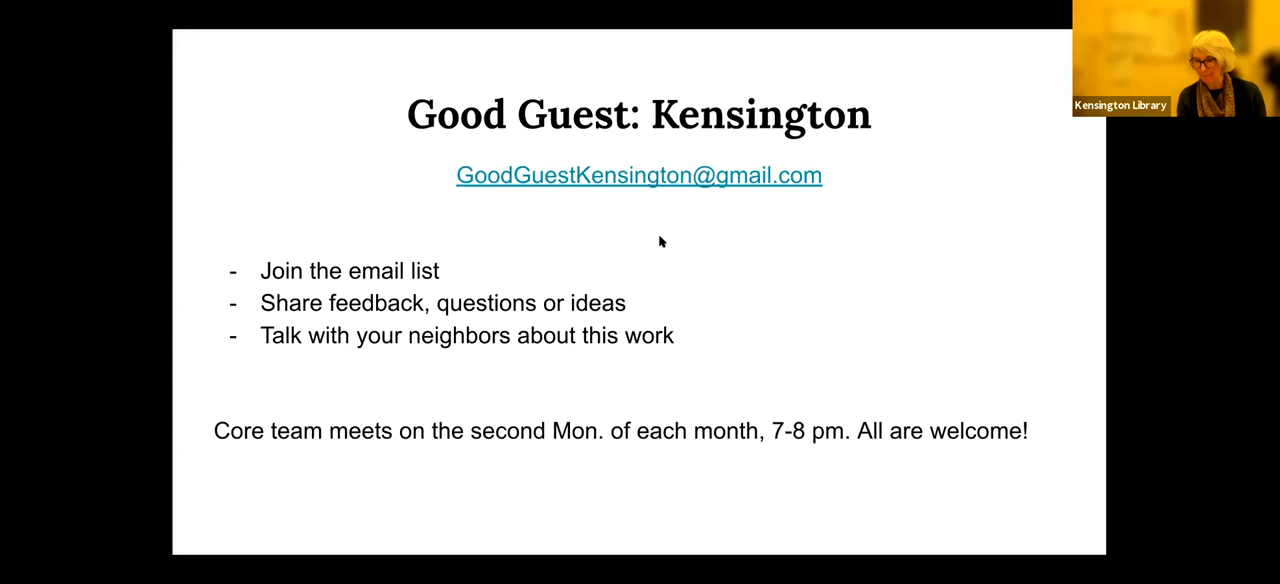 Good Guest: Kensington
GoodGuestKensington@gmail.com
- Join the email list
- Share feedback, questions or ideas
- Talk with your neighbors about this work
Core team meets on the second Mon. of each month, 7-8 pm. All are welcome!
Kensington Library